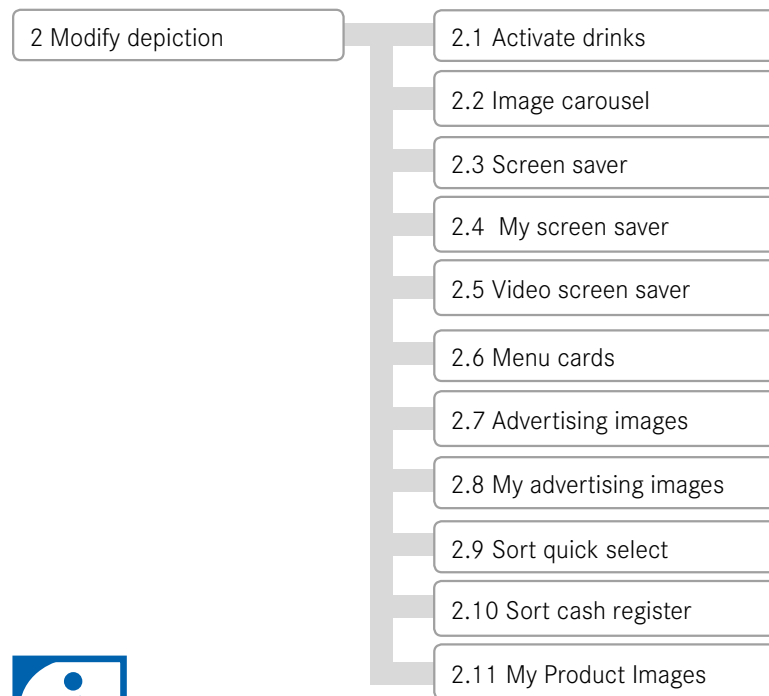 2 Modify depiction
2.1 Activate drinks
2.2 Image carousel
2.3 Screen saver
2.4 My screen saver
2.5 Video screen saver
2.6 Menu cards
2.7 Advertising images
2.8 My advertising images
2.9 Sort quick select
2.10 Sort cash register
2.11 My Product Images